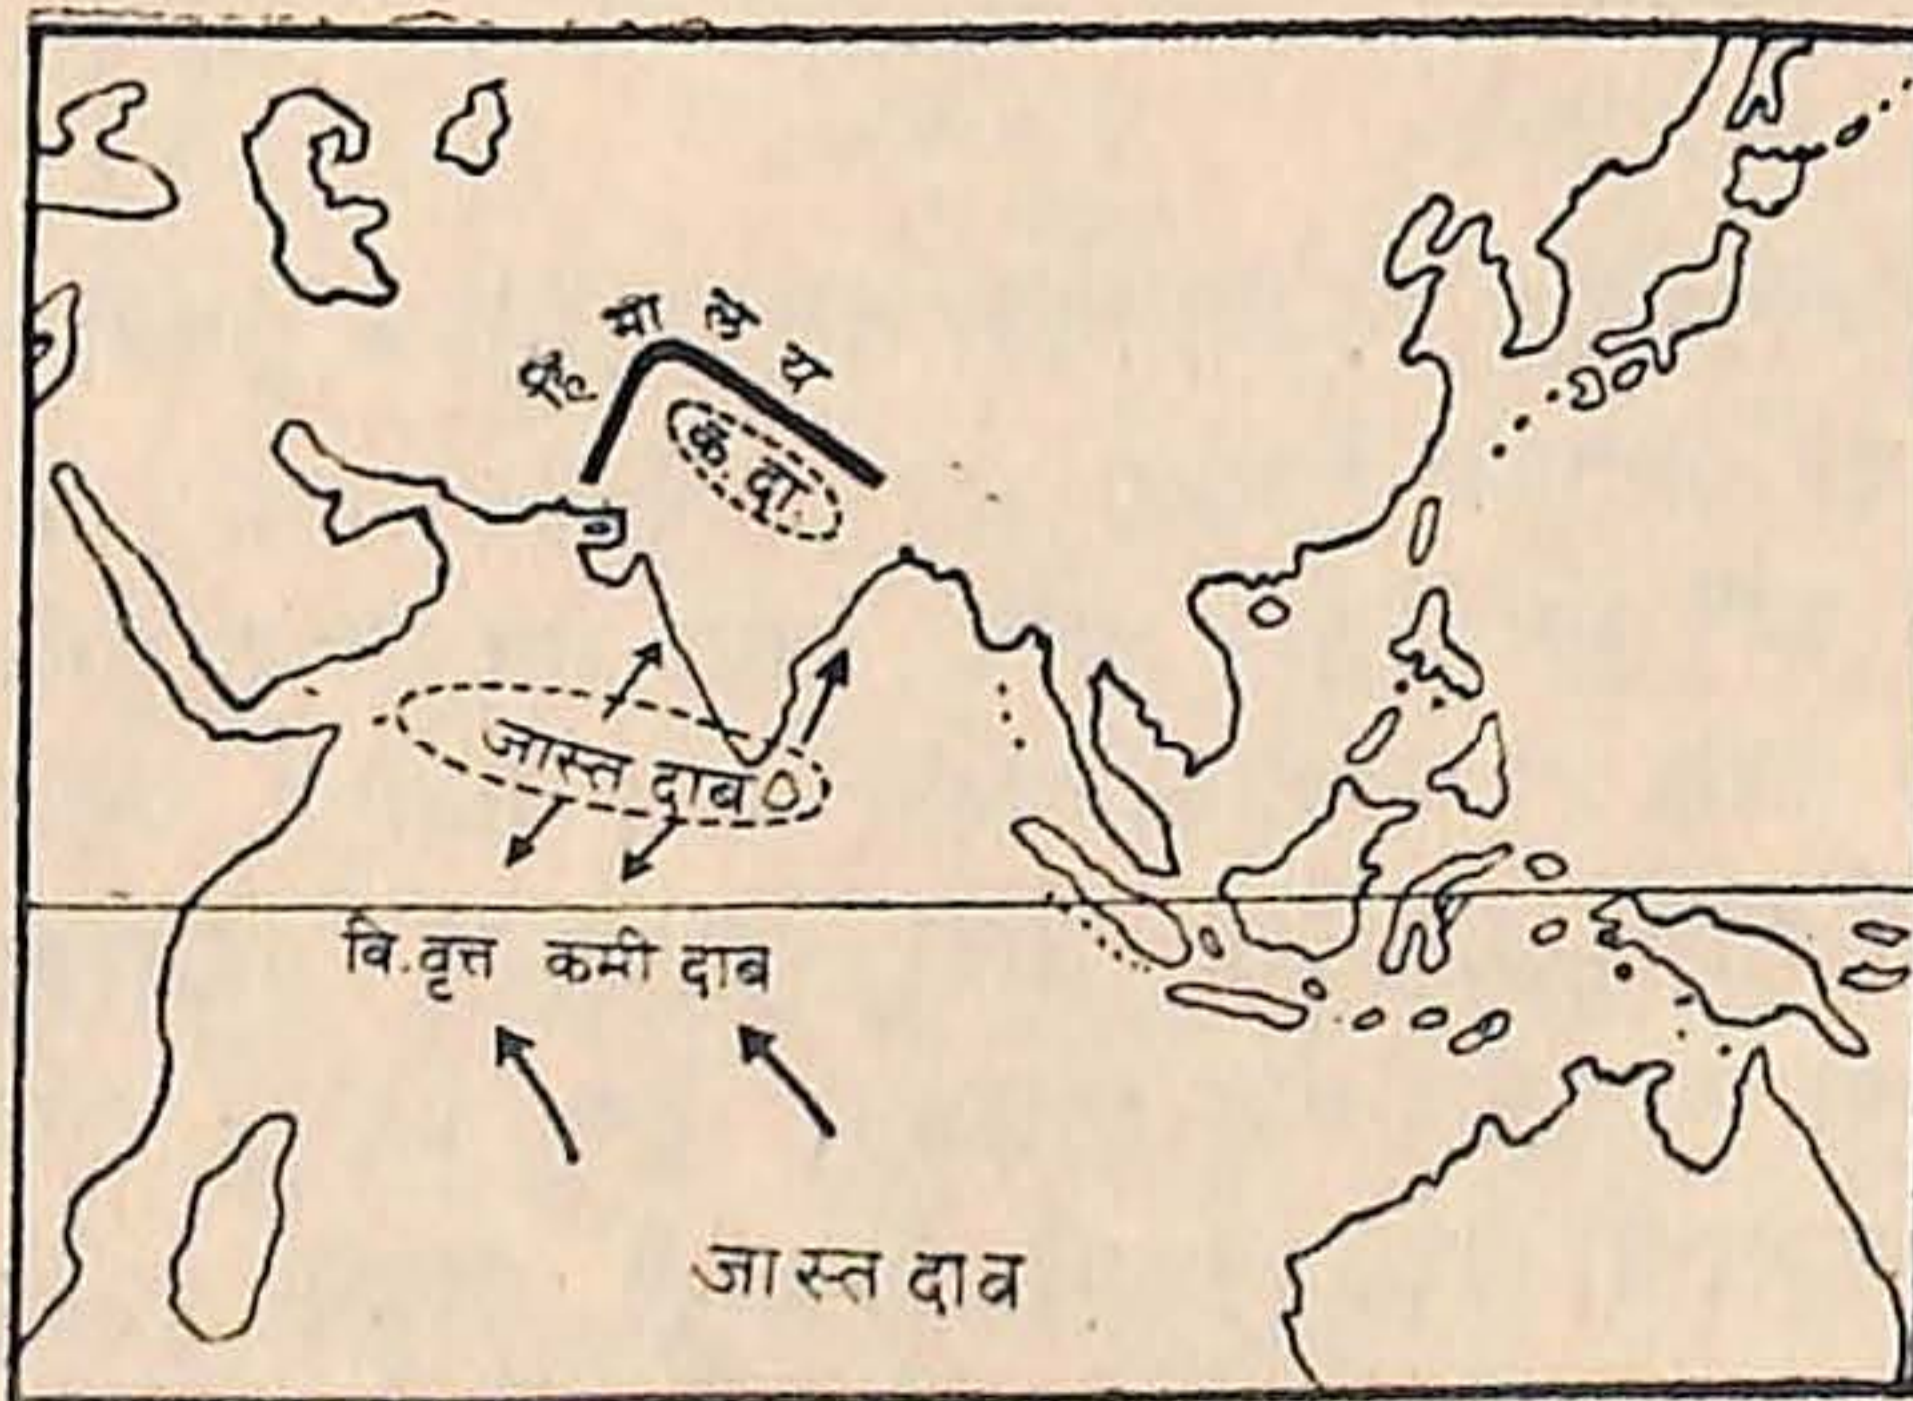 हिमालय
क. दा.
जास्त दाब
वि.वृत्त कमी दाब
जास्त दाब